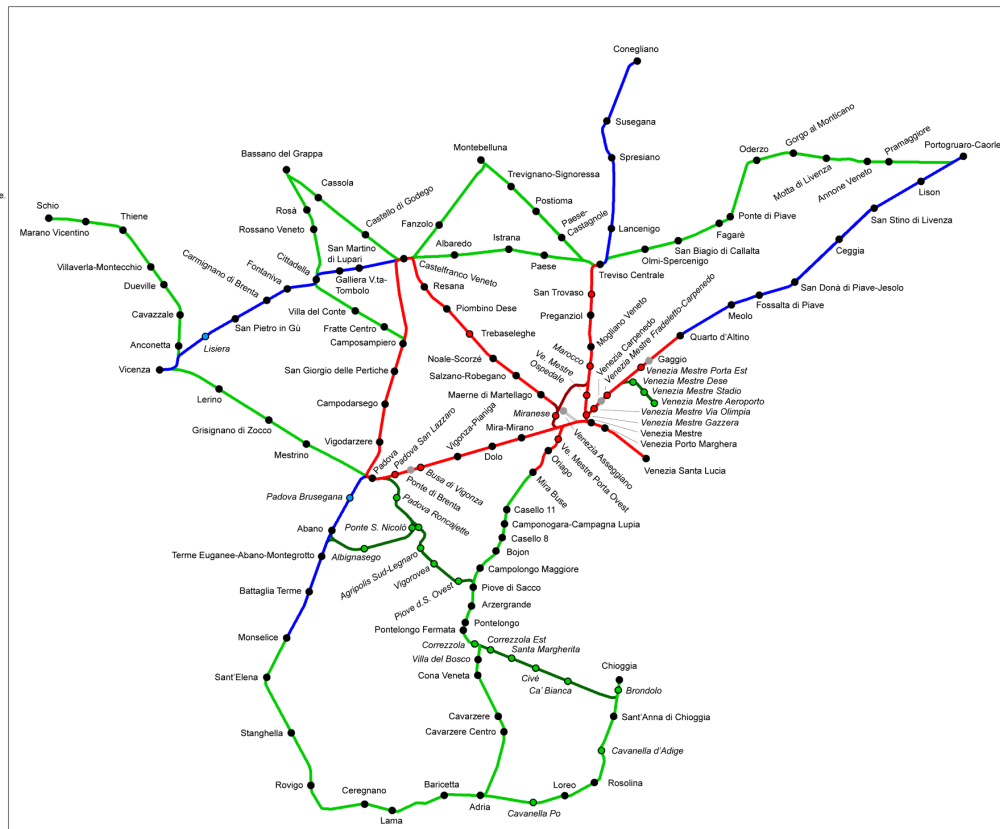 Conegliano
Susegana
Spresiano
Lancenigo
Gorgo al Monticano
Oderzo
Pramaggiore
Portogruaro-Caorle
Motta di Livenza
Annone Veneto
Lison
San Stino di Livenza
Ceggia
Ponte di Piave
Fagarè
San Biagio di Callalta
Olmi-Spercenigo
Treviso Centrale
San Donà di Piave-Jesolo
Fossalta di Piave
Meolo
Quarto d'Altino
Montebelluna
Trevignano-Signoressa
Postioma
Paese-
Castagnole
Bassano del Grappa
Cassola
Castello di Godego
Fanzolo
Albaredo
Istrana
Paese
e.
Schio
Marano Vicentino
Thiene
Villaverla-Montecchio
Dueville
Cavazzale
Anconetta
Vicenza
Rosà
Rossano Veneto
San Martino
di Lupari
Cittadella
Fontaniva
Carmignano di Brenta
San Pietro in Gù
Lisiera
Galliera V.ta-
Tombolo
Castelfranco Veneto
Resana
Piombino Dese
Trebaseleghe
Noale-Scorzé
Salzano-Robegano
Maerne di Martellago
Villa del Conte
Fratte Centro
Camposampiero
San Giorgio delle Pertiche
Campodarsego
Vigodarzere
Lerino
Grisignano di Zocco
Mestrino
Padova
San Trovaso
Preganziol
Mogliano Veneto
Marocco
Ve. Mestre
Ospedale
Venezia Carpenedo
Venezia Mestre Fradeletto-Carpenedo
Gaggio
Venezia Mestre Porta Est
Venezia Mestre Dese
Venezia Mestre Stadio
Venezia Mestre Aeroporto
Venezia Mestre Via Olimpia
Venezia Mestre Gazzera
Venezia Mestre
Venezia Porto Marghera
Venezia Santa Lucia
Miranese
Venezia Asseggiano
Ve. Mestre Porta Ovest
Oriago
Mira Buse
Mira-Mirano
Dolo
Vigonza-Pianiga
Busa di Vigonza
Ponte di Brenta
Padova San Lazzaro
Padova Roncajette
Padova Brusegana
Abano
Ponte S. Nicolò
Albignasego
Terme Euganee-Abano-Montegrotto
Agripolis Sud-Legnaro
Vigorovea
Piove d.S. Ovest
Battaglia Terme
Monselice
Casello 11
Camponogara-Campagna Lupia
Casello 8
Bojon
Campolongo Maggiore
Piove di Sacco
Arzergrande
Pontelongo
Pontelongo Fermata
Correzzola
Correzzola Est
Santa Margherita
Villa del Bosco
Civé
Ca' Bianca
Cona Veneta
Chioggia
Brondolo
Sant'Anna di Chioggia
Cavanella d'Adige
Rosolina
Loreo
Cavanella Po
Cavarzere
Cavarzere Centro
Adria
Baricetta
Lama
Ceregnano
Rovigo
Stanghella
Sant'Elena